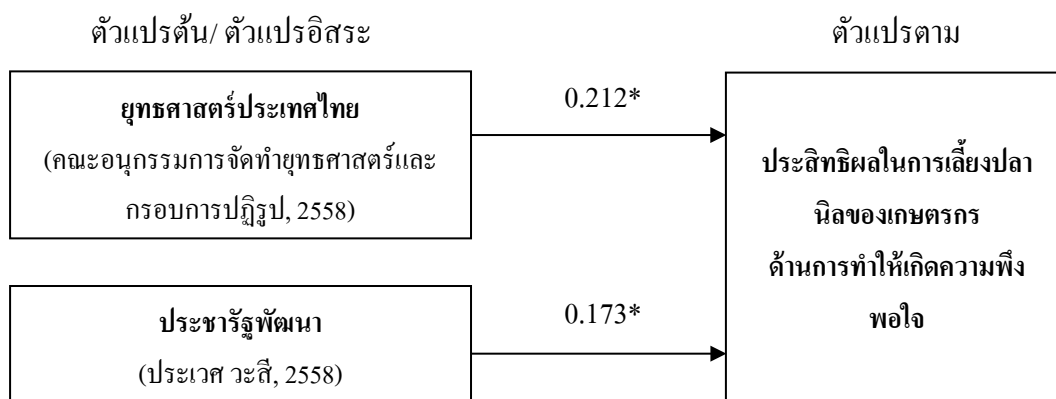 ตัวแปรต้น/ ตัวแปรอิสระ
ตัวแปรตาม
ยุทธศาสตร์ประเทศไทย
(คณะอนุกรรมการจัดทำยุทธศาสตร์และ
กรอบการปฏิรูป, 2558)
0.212*
ประชารัฐพัฒนา
(ประเวศ วะสี, 2558)
0.173*
ประสิทธิผลในการเลี้ยงปลา
นิลของเกษตรกร
ด้านการทำให้เกิดความพึง
พอใจ